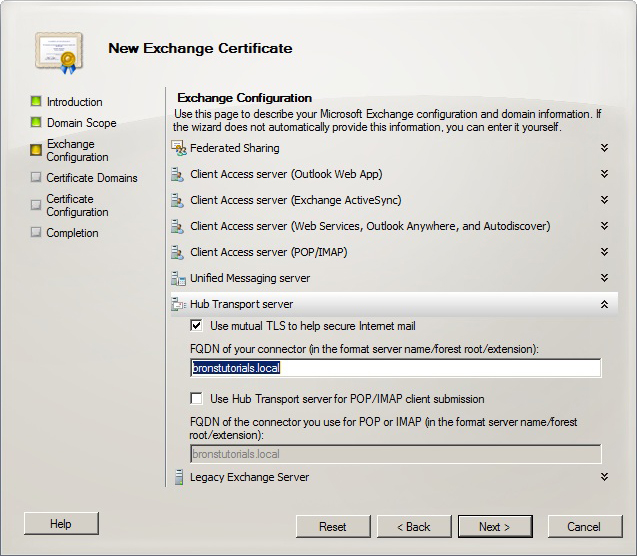 New Exchange Certificate
Introduction
Domain Scope
Exchange
Configuration
Certificate Domains
Certificate
Configuration
Completion
Exchange Configuration
Use this page to describe your Microsoft Exchange configuration and domain information. If
the wizard does not automatically provide this information, you can enter it yourself.
Federated Sharing
Client Access server (Outlook Web App)
Client Access server (Exchange ActiveSync)
Client Access server (Web Services, Outlook Anywhere, and Autodiscover)
Client Access server (POP/IMAP)
Unified Messaging server
Hub Transport server
Use mutual TLS to help secure Internet mail
FQDN of your connector (in the format server name/forest root/extension):
bronstutorials.local
Use Hub Transport server for POP/IMAP client submission
FQDN of the connector you use for POP or IMAP (in the format server name/forest
root/extension):
bronstutorials.local
Legacy Exchange Server
Help
Reset
< Back
Next >
Cancel